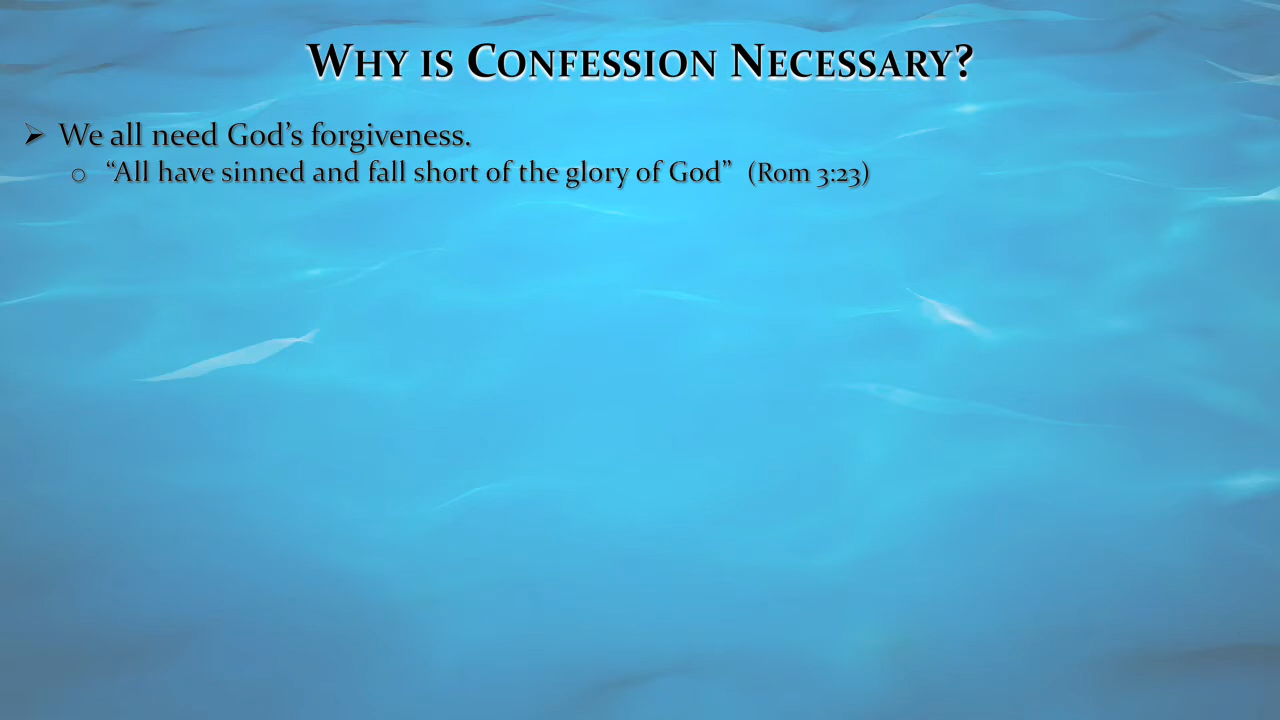 Why is Confession Necessary?
➢ We all need God’s forgiveness.
o “All have sinned and fall short of the glory of God” (Rom 3:23)